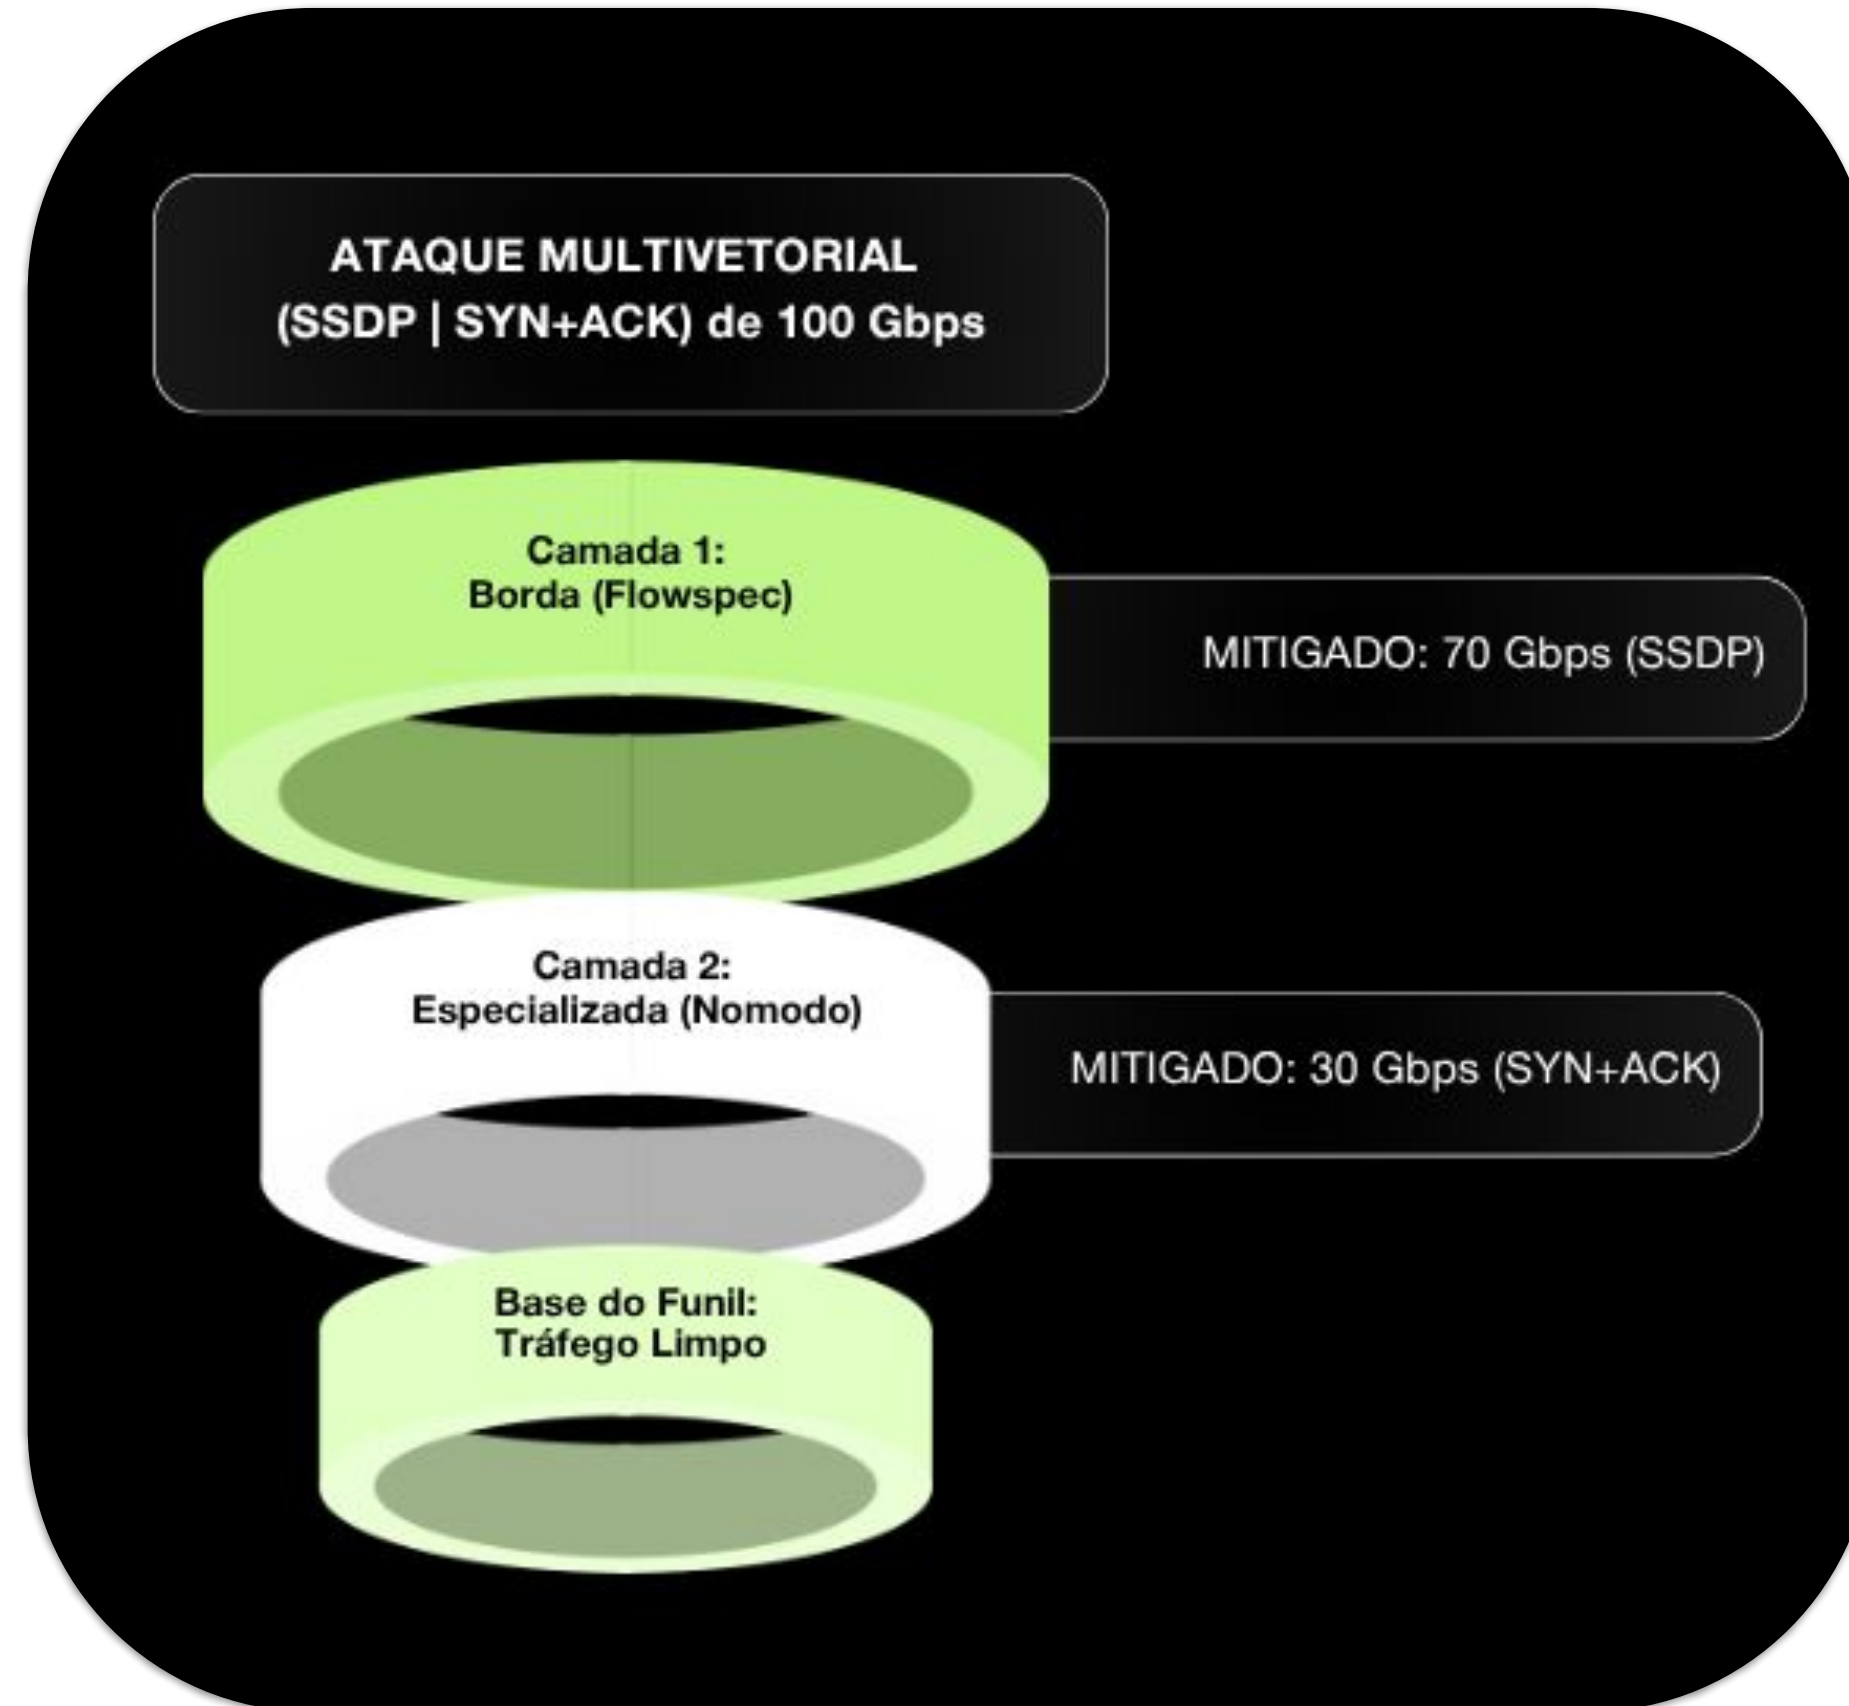 ATAQUE MULTIVETORIAL
(SSDP | SYN+ACK) de 100 Gbps
Camada 1:
Borda (Flowspec)
MITIGADO: 70 Gbps (SSDP)
Camada 2:
Especializada (Nomodo)
MITIGADO: 30 Gbps (SYN+ACK)
Base do Funil:
Tráfego Limpo